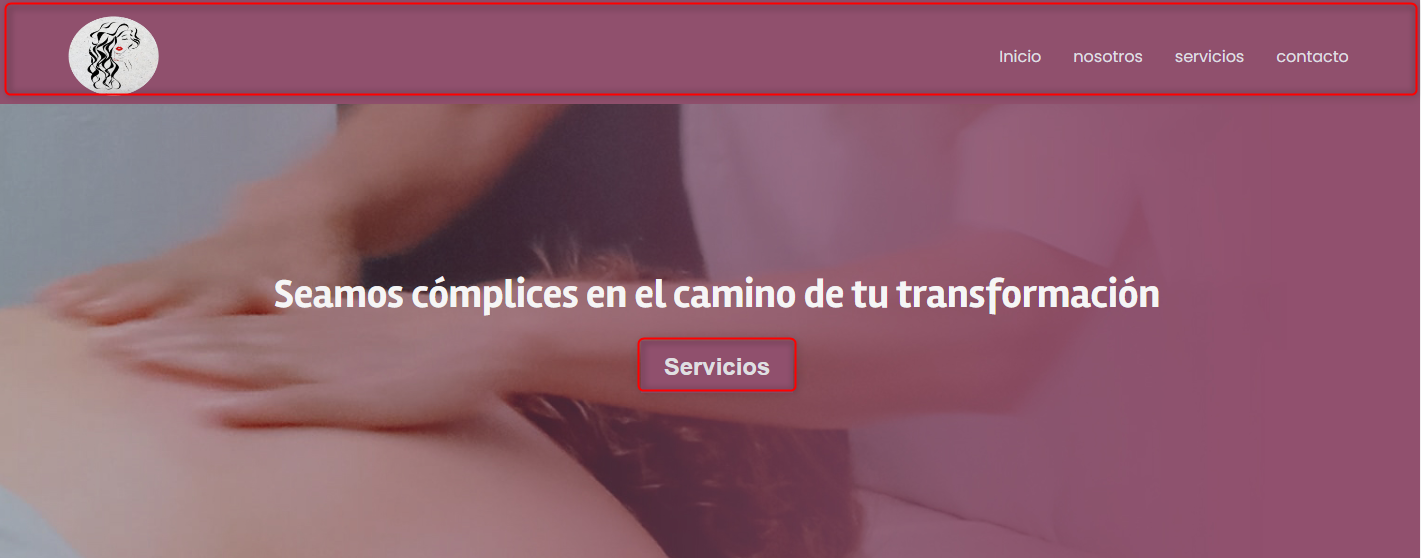 Inicio nosotros servicios contacto
Seamos cómplices en el camino de tu transformación
Servicios